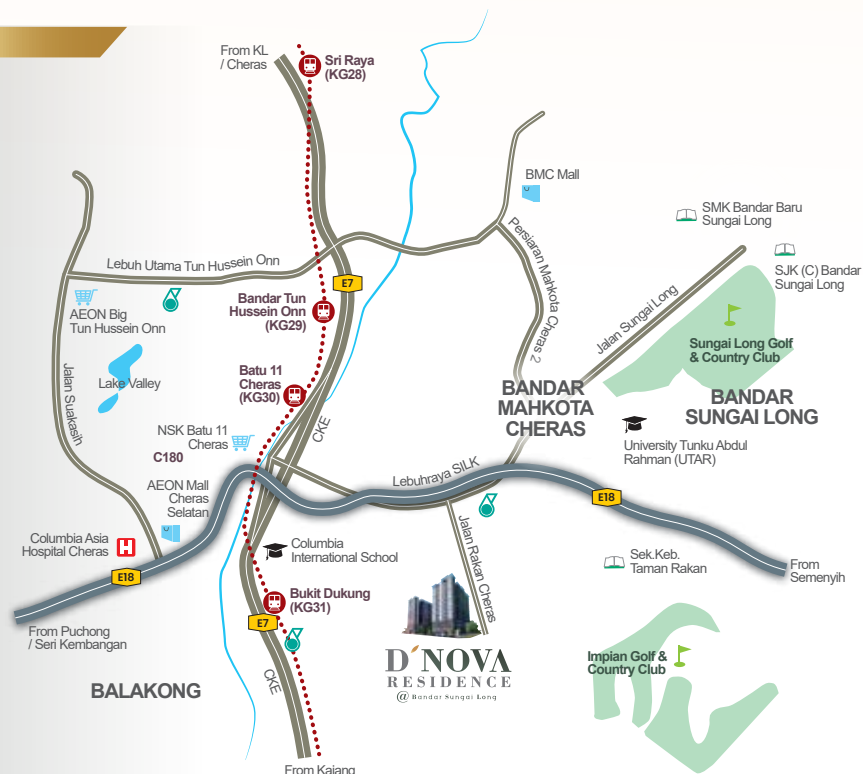 From KL
/ Cheras
Sri Raya
(KG28)
BMC Mall
SMK Bandar Baru
Sungai Long
SJK (C) Bandar
Sungai Long
Lebuh Utama Tun Hussein Onn
Persiaran Mahkota Cheras 2
E7
Jalan Sungai Long
AEON Big
Tun Hussein Onn
Bandar Tun
Hussein Onn
(KG29)
Sungai Long Golf
& Country Club
Lake Valley
Jalan Suakasih
Batu 11
Cheras
(KG30)
BANDAR
MAHKOTA
CHERAS
BANDAR
SUNGAI LONG
CKE
NSK Batu 11
Cheras
C180
University Tunku Abdul
Rahman (UTAR)
Lebuhraya SILK
AEON Mall
Cheras
Selatan
E18
Columbia Asia
Hospital Cheras
H
Columbia
International School
Jalan Rakan Cheras
Sek.Keb.
Taman Rakan
From
Semenyih
E18
Bukit Dukung
(KG31)
E7
From Puchong
/ Seri Kembangan
D'NOVA
RESIDENCE
@ Bandar Sungai Long
Impian Golf &
Country Club
BALAKONG
CKE
From Kajang